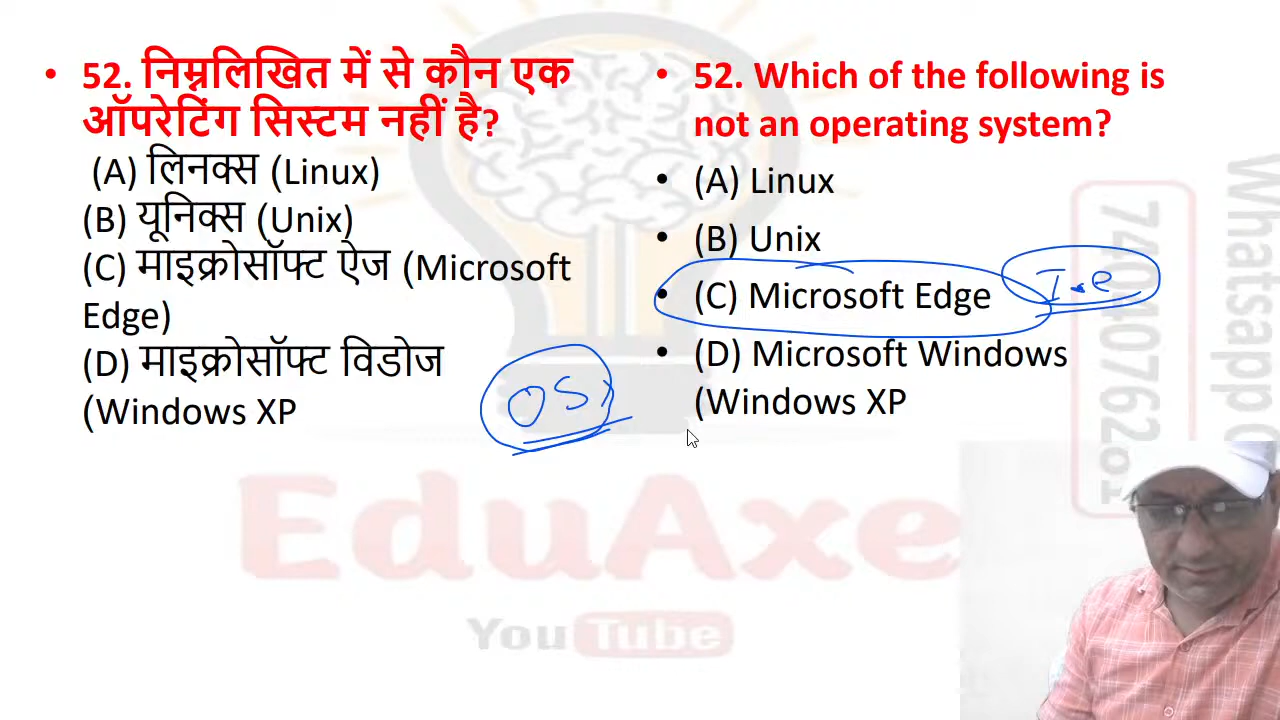 • 52. निम्नलिखित में से कौन एक
ऑपरेटिंग सिस्टम नहीं है?
(A) लिनक्स (Linux)
(B) यूनिक्स (Unix)
(C) माइक्रोसॉफ्ट ऐज (Microsoft
Edge)
(D) माइक्रोसॉफ्ट विडोज
(Windows XP
OS
• 52. Which of the following is
not an operating system?
• (A) Linux
• (B) Unix
• (C) Microsoft Edge
I.e
• (D) Microsoft Windows
(Windows XP
EduAxe
YouTube
Whatsapp